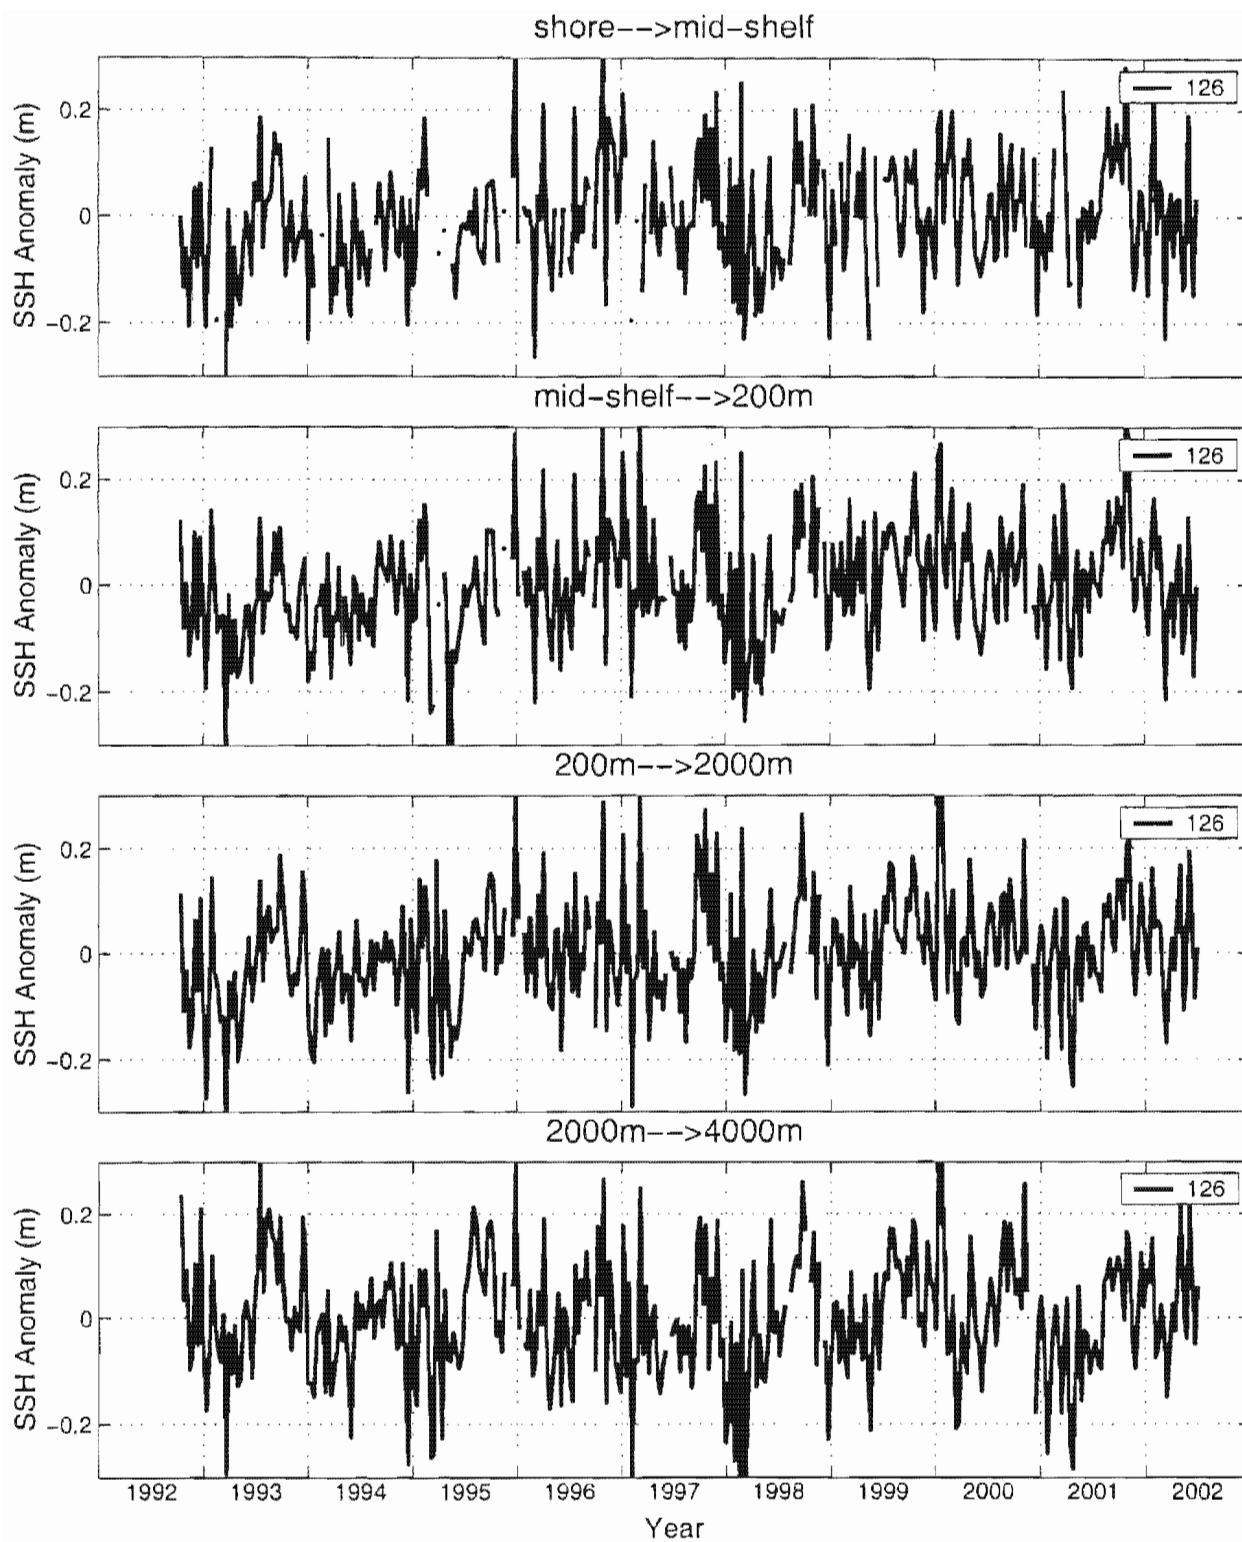 shore-->mid-shelf
SSH Anomaly (m)
0.2
0
-0.2
126
mid-shelf-->200m
SSH Anomaly (m)
0.2
0
-0.2
126
200m-->2000m
SSH Anomaly (m)
0.2
0
-0.2
126
2000m-->4000m
SSH Anomaly (m)
0.2
0
-0.2
126
1992 1993 1994 1995 1996 1997 1998 1999 2000 2001 2002
Year